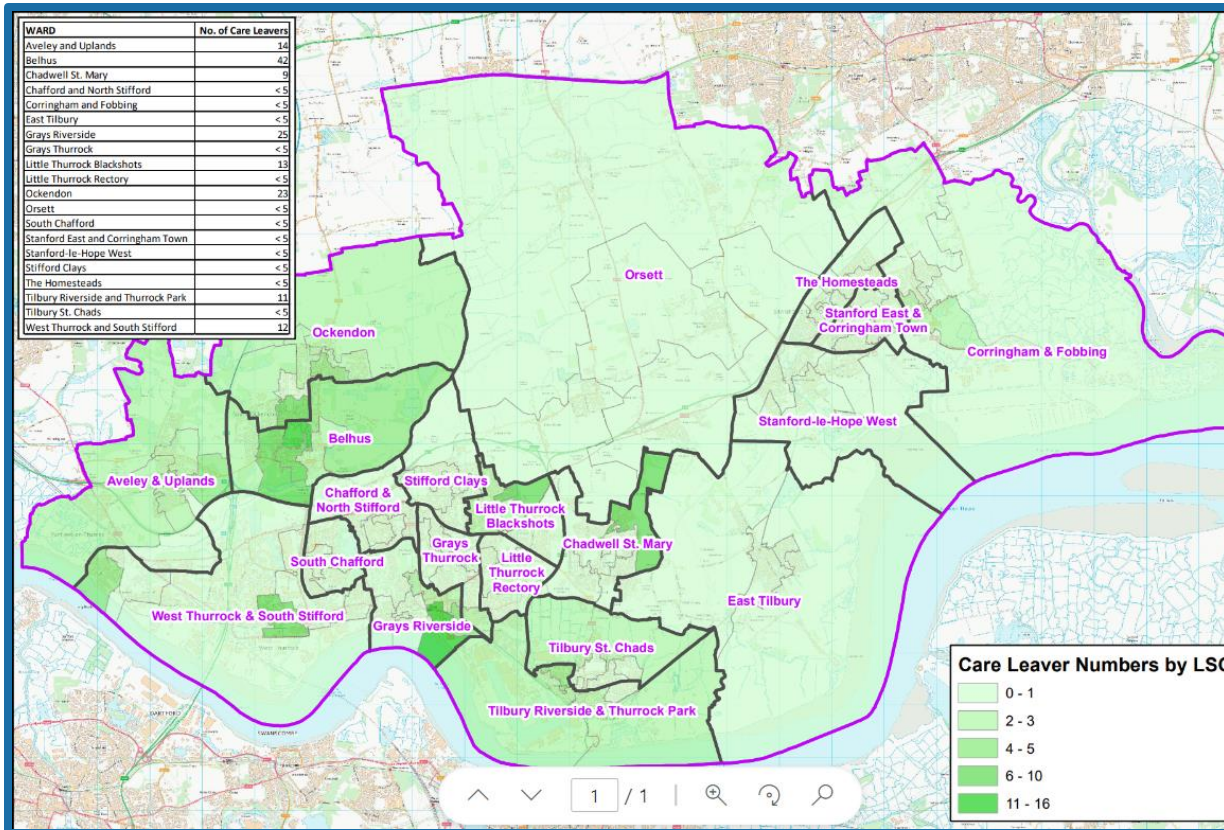 WARD No. of Care Leavers
Aveley and Uplands 14
Belhus 42
Chadwell St. Mary 9
Chafford and North Stifford < 5
Corringham and Fobbing < 5
East Tilbury < 5
Grays Riverside 25
Grays Thurrock < 5
Little Thurrock Blackshots 13
Little Thurrock Rectory < 5
Ockendon 23
Orsett < 5
South Chafford < 5
Stanford East and Corringham Town < 5
Stanford-le-Hope West < 5
Stifford Clays < 5
The Homesteads < 5
Tilbury Riverside and Thurrock Park 11
Tilbury St. Chads < 5
West Thurrock and South Stifford 12
Orsett
The Homesteads
Stanford East &
Corringham Town
Ockendon
Corringham & Fobbing
Stanford-le-Hope West
Belhus
Aveley & Uplands
Stifford Clays
Chafford &
North Stifford
Little Thurrock
Blackshots
Chadwell St. Mary
Grays
Thurrock
South Chafford
Little
Thurrock
Rectory
East Tilbury
West Thurrock & South Stifford
Grays Riverside
Tilbury St. Chads
Tilbury Riverside & Thurrock Park
DARTFORD
Care Leaver Numbers by LSO
0 - 1
2 - 3
4 - 5
6 - 10
11 - 16
1 / 1